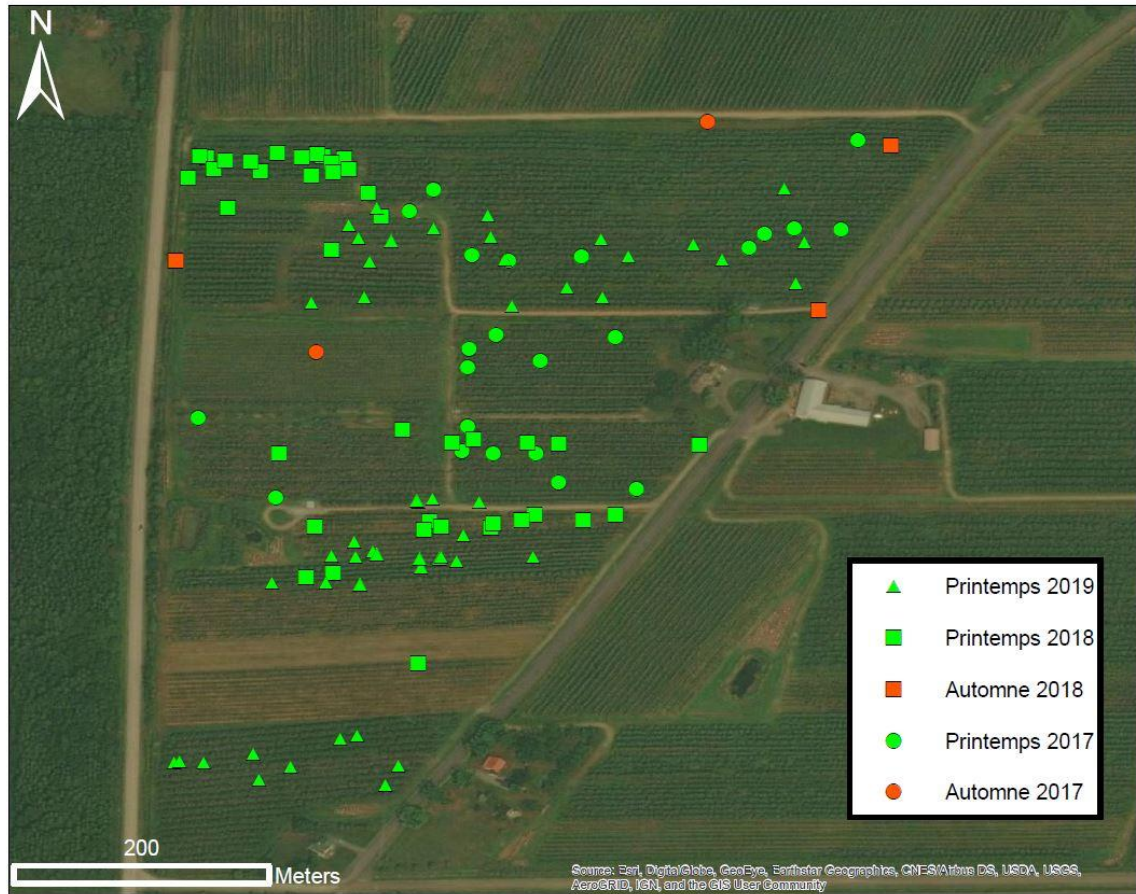 N
Printemps 2019
Printemps 2018
Automne 2018
Printemps 2017
Automne 2017
200
Meters
Source: Esri, DigitalGlobe, GeoEye, Earthstar Geographics, CNES/Airbus DS, USDA, USGS,
AeroGRID, IGN, and the GIS User Community